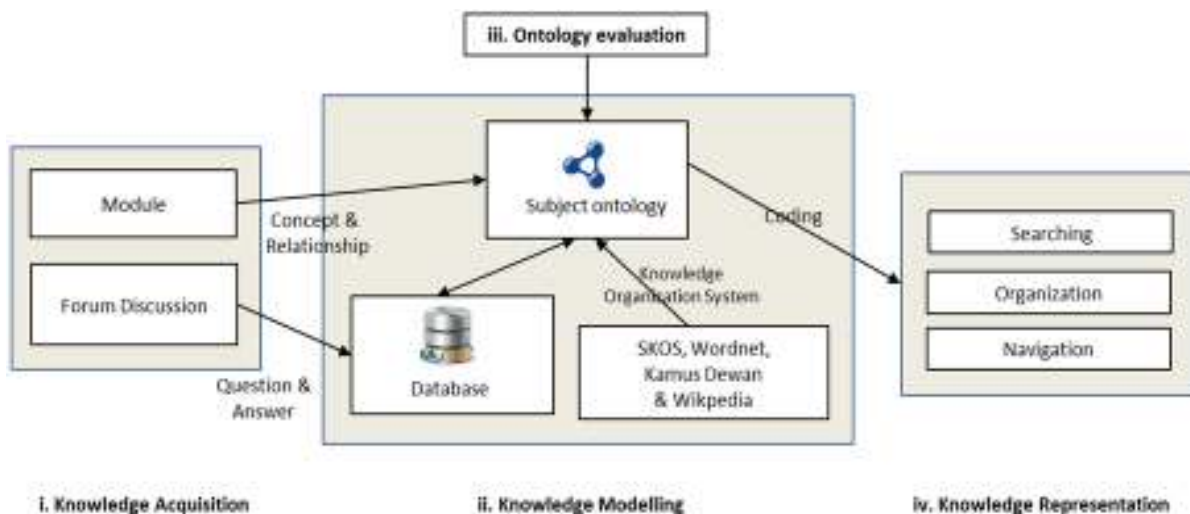 iii. Ontology evaluation
Module
Forum Discussion
Concept &
Relationship
Question &
Answer
Subject ontology
Knowledge
Organization System
Database
SKOS, Wordnet,
Kamus Dewan
& Wikpedia
Coding
Searching
Organization
Navigation
i. Knowledge Acquisition
ii. Knowledge Modelling
iv. Knowledge Representation